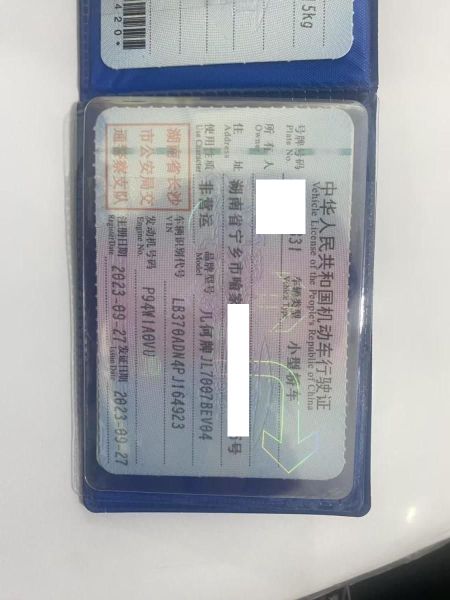 5kg
420*
中华人民共和国机动车行驶证
Vehicle License of the People's Republic of China
号牌号码
Plate No.
31
车辆类型
Vehicle Type
小型轿车
所有人
Owner
住址
Address
湖南省宁乡市喻家
号
使用性质
Use Character
非营运
品牌型号
Model
几何牌JL7007BEV04
湖南省长沙
市公安局交
通警察支队
车辆识别代号
VIN
LB370ADN4PJ164923
发动机号码
Engine No.
P94W1A0VU
注册日期
Register Date
2023-09-27
发证日期
Issue Date
2023-09-27